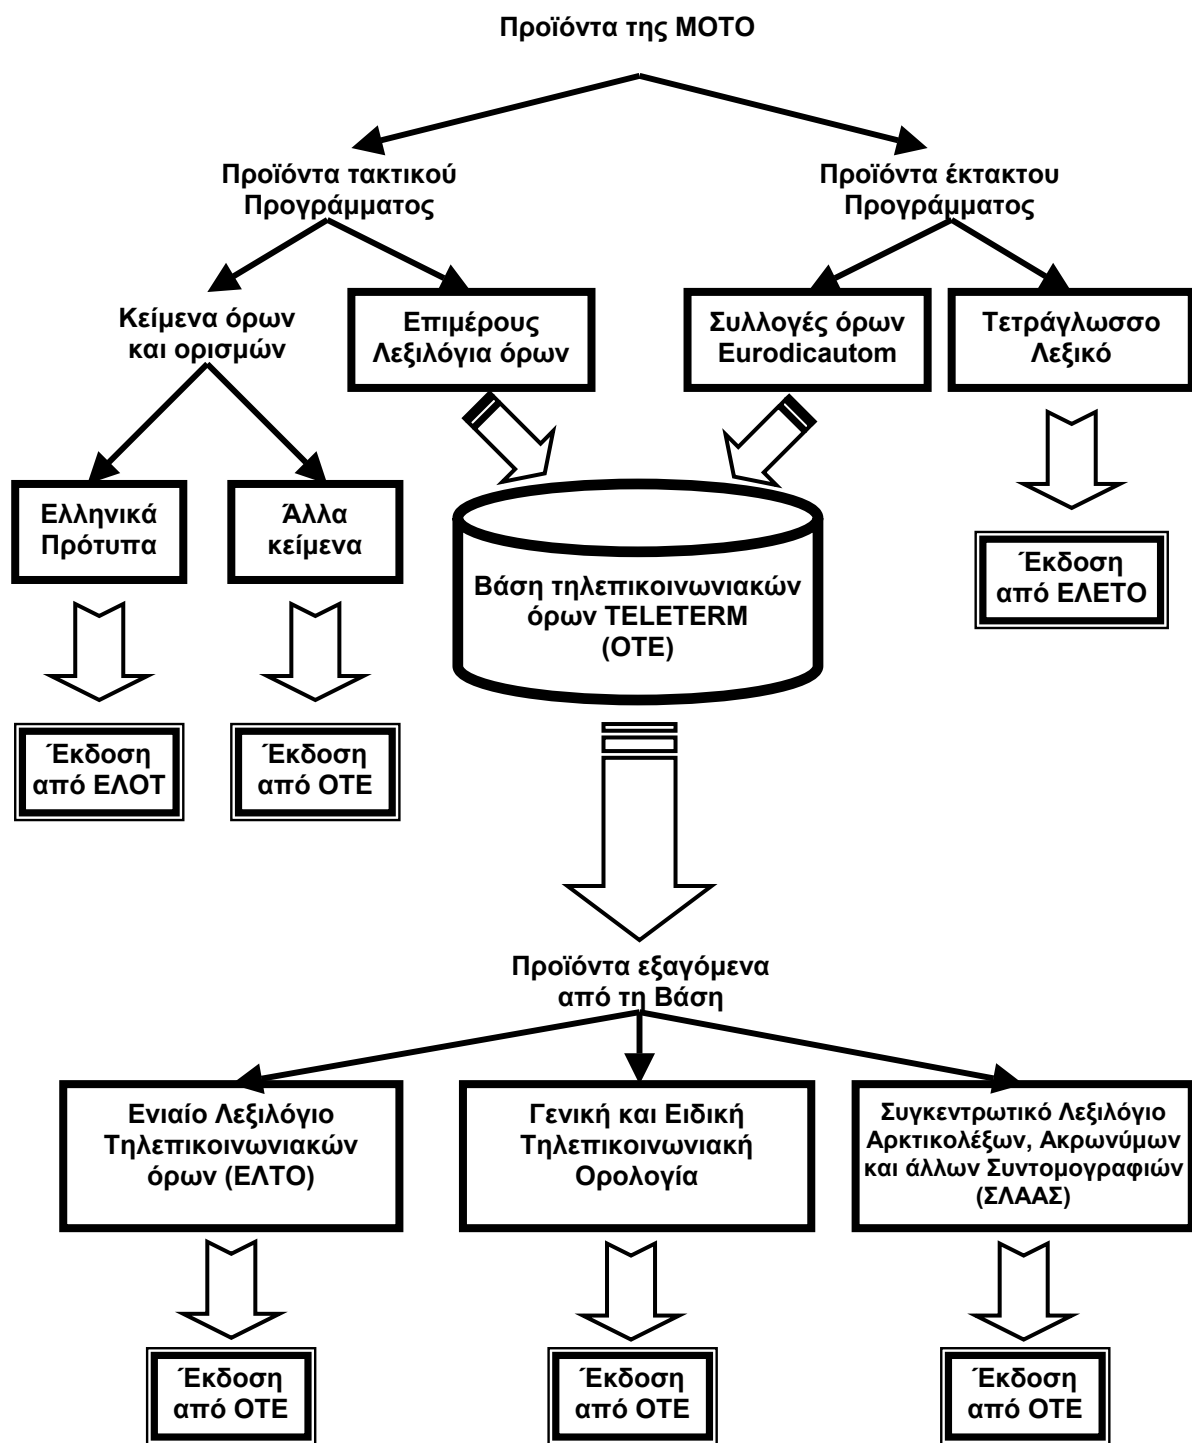 Προϊόντα της ΜΟΤΟ
Προϊόντα τακτικού
Προγράμματος
Προϊόντα έκτακτου
Προγράμματος
Κείμενα όρων
και ορισμών
Επιμέρους
Λεξιλόγια όρων
Συλλογές όρων
Eurodicautom
Τετράγλωσσο
Λεξικό
Ελληνικά
Πρότυπα
Άλλα
κείμενα
Βάση τηλεπικοινωνιακών
όρων TELETERM
(ΟΤΕ)
Έκδοση
από ΕΛΕΤΟ
Έκδοση
από ΕΛΟΤ
Έκδοση
από ΟΤΕ
Προϊόντα εξαγόμενα
από τη Βάση
Ενιαίο Λεξιλόγιο
Τηλεπικοινωνιακών
όρων (ΕΛΤΟ)
Γενική και Ειδική
Τηλεπικοινωνιακή
Ορολογία
Συγκεντρωτικό Λεξιλόγιο
Αρκτικολέξων, Ακρωνύμων
και άλλων Συντομογραφιών
(ΣΛΑΑΣ)
Έκδοση
από ΟΤΕ
Έκδοση
από ΟΤΕ
Έκδοση
από ΟΤΕ